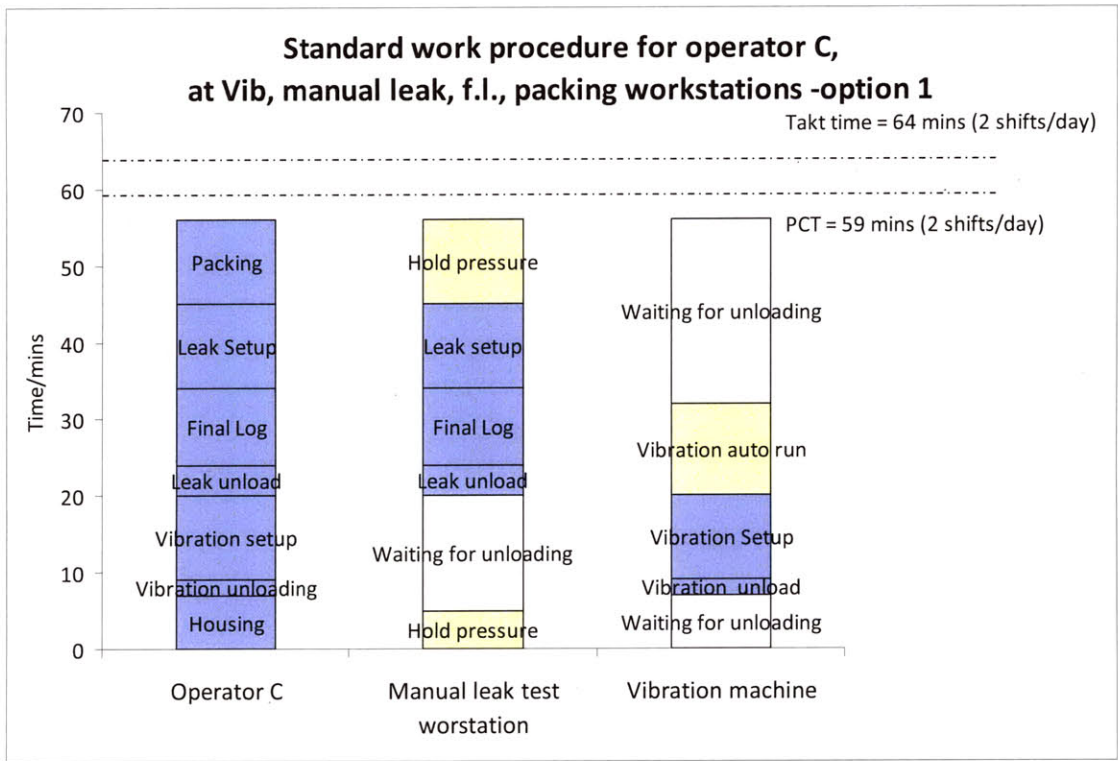 Standard work procedure for operator C,
at Vib, manual leak, f.l., packing workstations -option 1
70
60
50
40
30
20
10
0
Time/mins
Takt time = 64 mins (2 shifts/day)
PCT = 59 mins (2 shifts/day)
Packing
Leak Setup
Final Log
Leak unload
Vibration setup
Vibration unloading
Housing
Hold pressure
Leak setup
Final Log
Leak unload
Waiting for unloading
Hold pressure
Waiting for unloading
Vibration auto run
Vibration Setup
Vibration unload
Waiting for unloading
Operator C
Manual leak test
worstation
Vibration machine